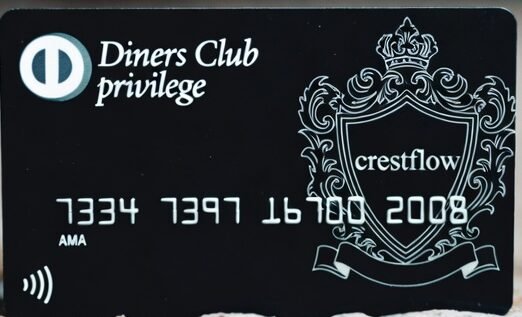 Diners Club
privilege
crestflow
7334 7397 16700 2008
AMA